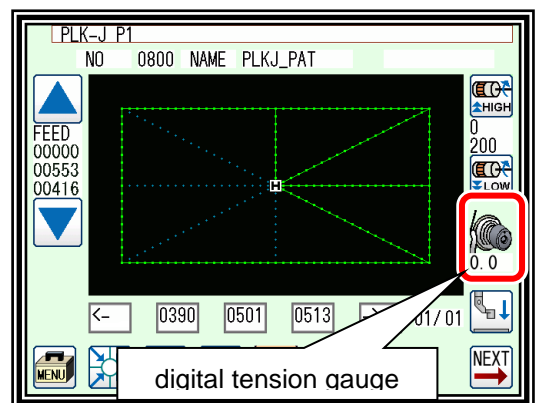 PLK-J P1
NO 0800 NAME PLKJ_PAT
HIGH
FEED
00000
00553
00416
0
200
LOW
0.0
<- 0390 0501 0513 -> 01/01
MENU
digital tension gauge
NEXT
H